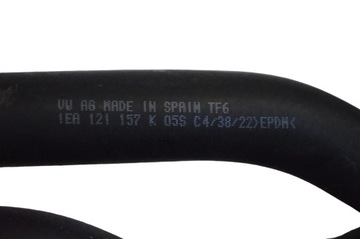 VW AG MADE IN SPAIN TF6
1EA 121 157 K 05S C4/38/22>EPDM<